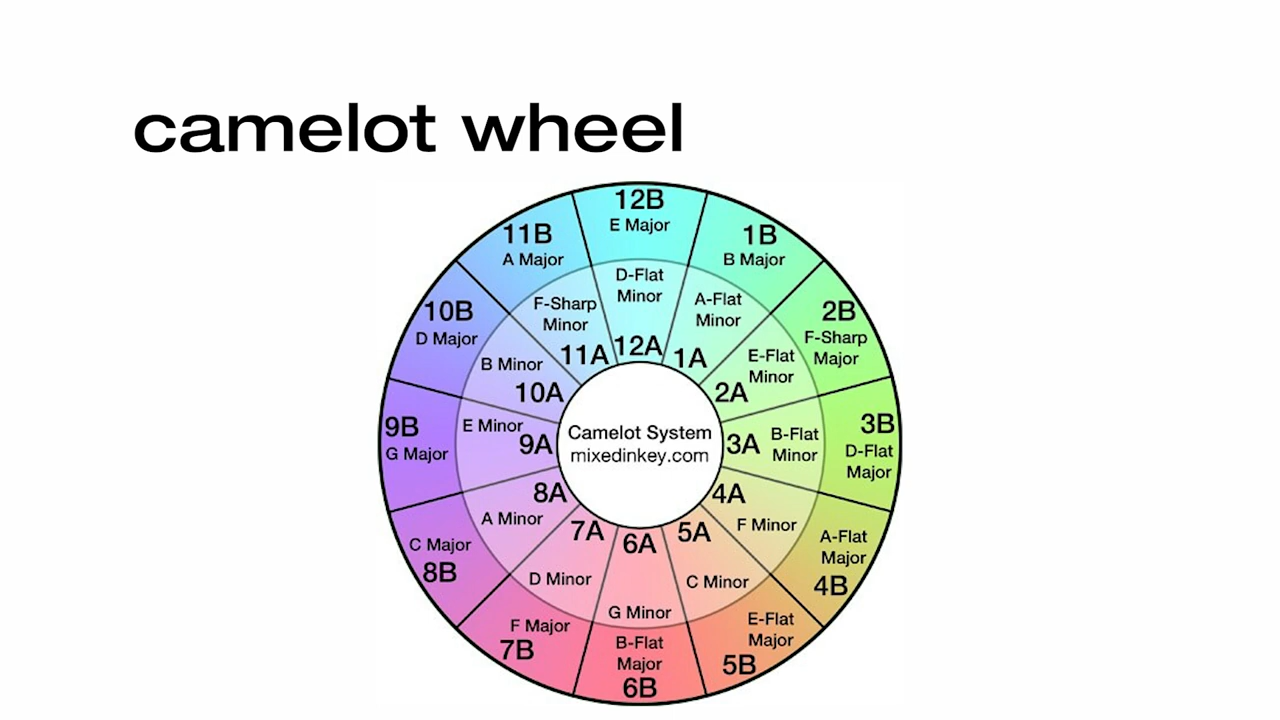 camelot wheel
12B
E Major
1B
B Major
2B
F-Sharp
Major
3B
D-Flat
Major
A-Flat
Major
4B
E-Flat
Major
5B
B-Flat
Major
6B
F Major
7B
C Major
8B
9B
G Major
10B
D Major
11B
A Major
D-Flat
Minor
12A
A-Flat
Minor
1A
E-Flat
Minor
2A
3A
B-Flat
Minor
4A
F Minor
5A
C Minor
6A
G Minor
7A
D Minor
8A
A Minor
E Minor
9A
B Minor
10A
F-Sharp
Minor
11A
Camelot System
mixedinkey.com